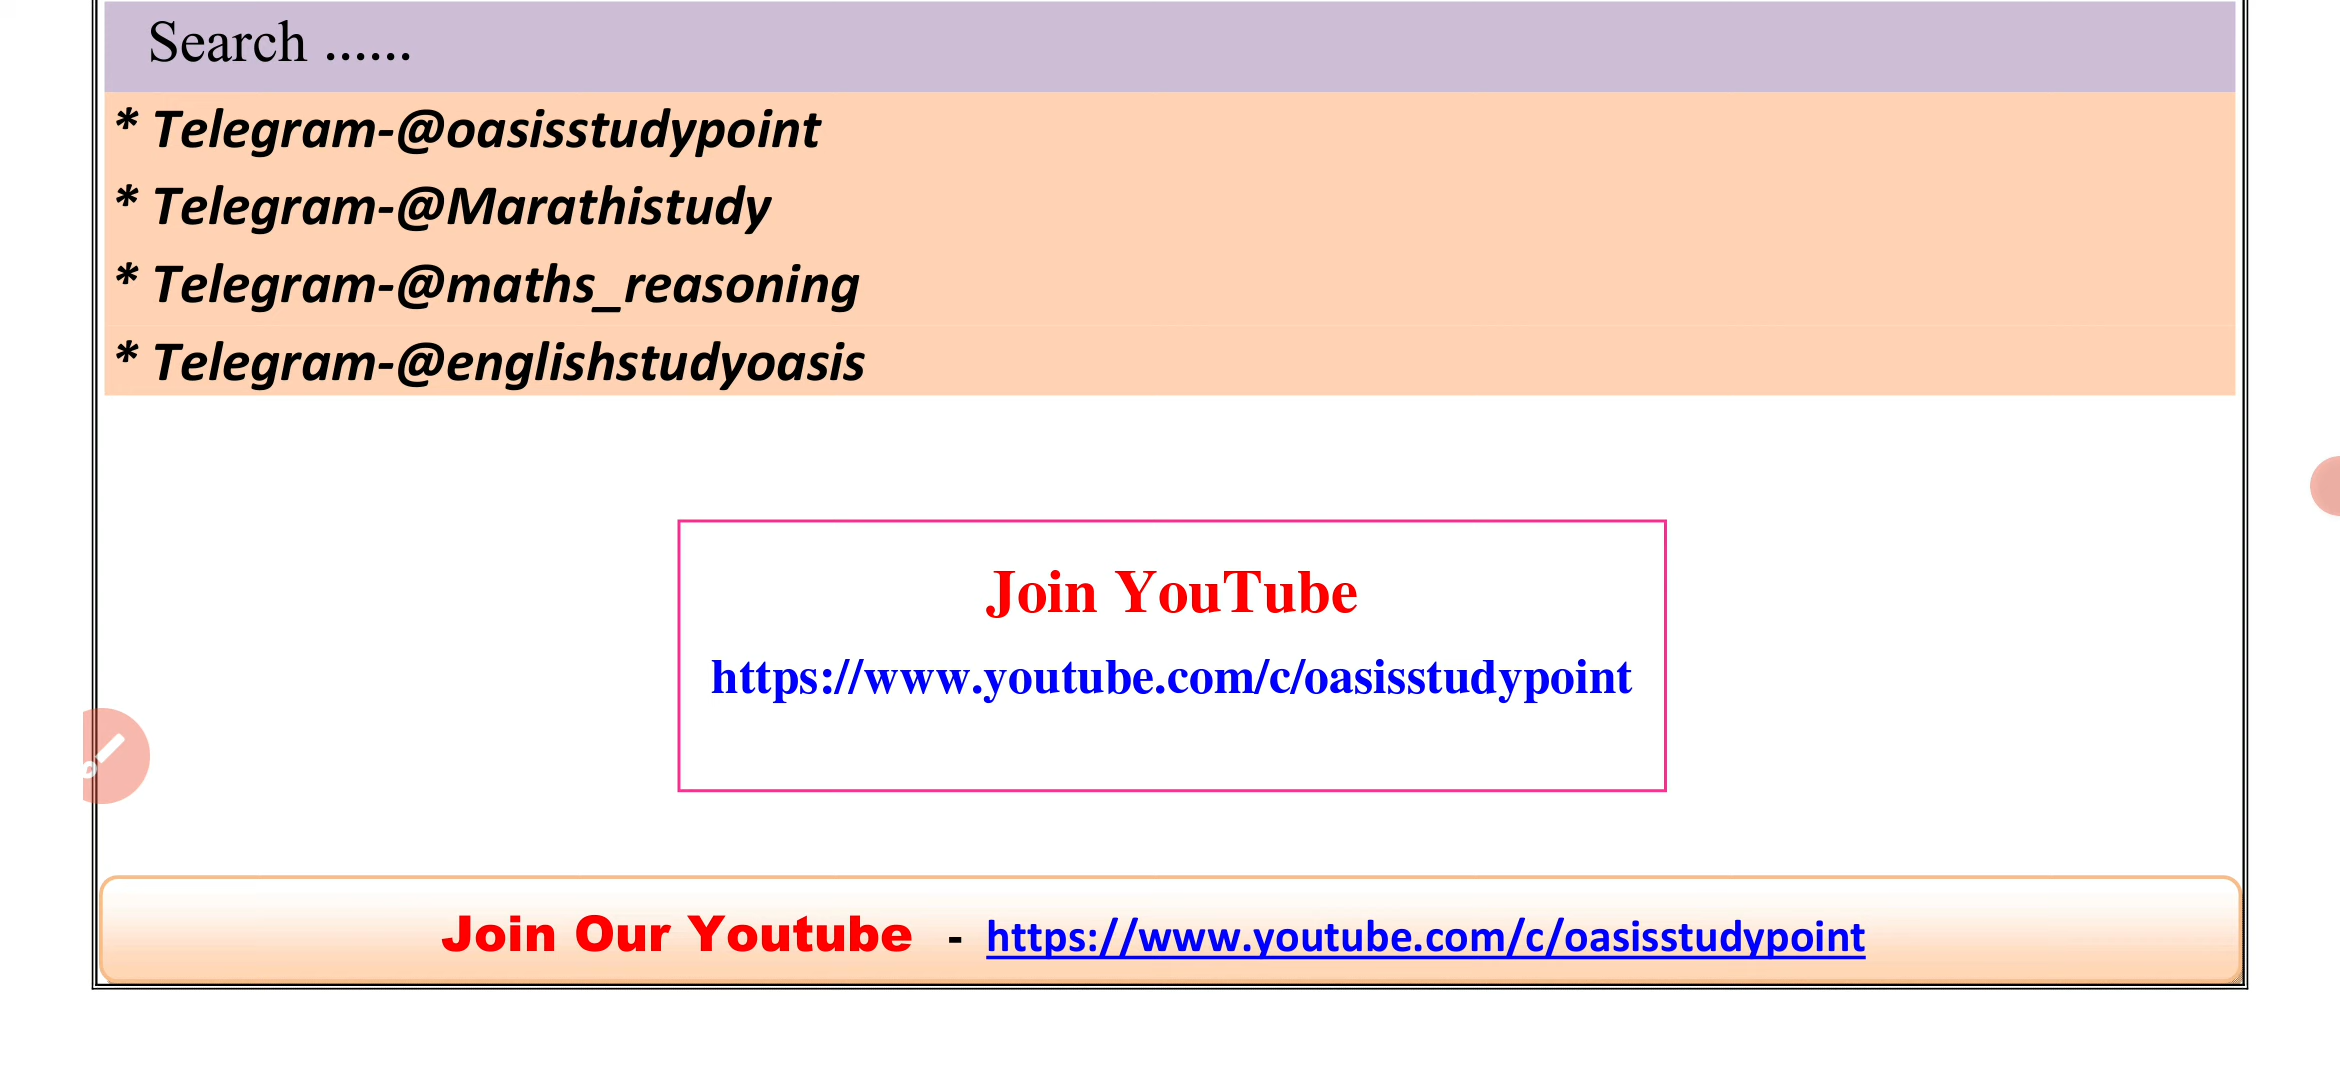 Search ......
* Telegram-@oasisstudypoint
* Telegram-@Marathistudy
* Telegram-@maths_reasoning
* Telegram-@englishstudyoasis
Join YouTube
https://www.youtube.com/c/oasisstudypoint
Join Our Youtube - https://www.youtube.com/c/oasisstudypoint